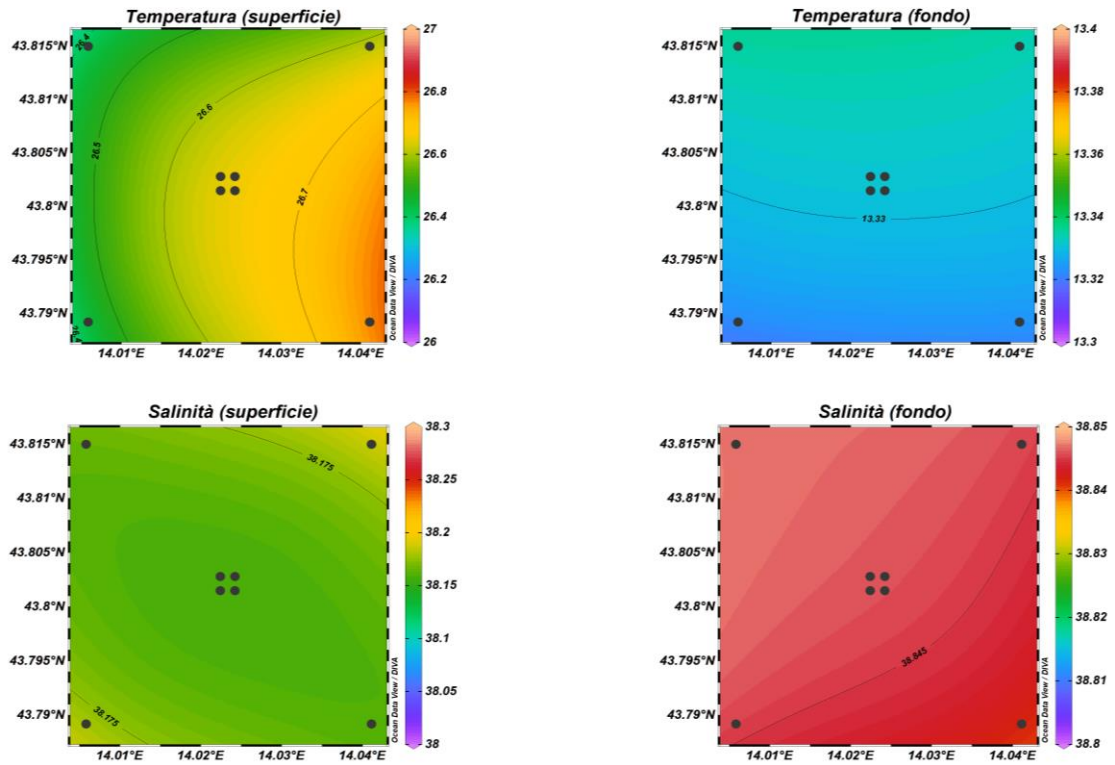 Temperatura (superficie)
43.815°N
43.81°N
43.805°N
43.8°N
43.795°N
43.79°N
14.01°E
14.02°E
14.03°E
14.04°E
26.4
26.5
26.6
26.7
26.4
Ocean Data View / DIVA
27
26.8
26.6
26.4
26.2
26
Temperatura (fondo)
43.815°N
43.81°N
43.805°N
43.8°N
43.795°N
43.79°N
14.01°E
14.02°E
14.03°E
14.04°E
13.33
Ocean Data View / DIVA
13.4
13.38
13.36
13.34
13.32
13.3
Salinità (superficie)
43.815°N
43.81°N
43.805°N
43.8°N
43.795°N
43.79°N
14.01°E
14.02°E
14.03°E
14.04°E
38.175
38.175
Ocean Data View / DIVA
38.3
38.25
38.2
38.15
38.1
38.05
38
Salinità (fondo)
43.815°N
43.81°N
43.805°N
43.8°N
43.795°N
43.79°N
14.01°E
14.02°E
14.03°E
14.04°E
38.845
Ocean Data View / DIVA
38.85
38.84
38.83
38.82
38.81
38.8